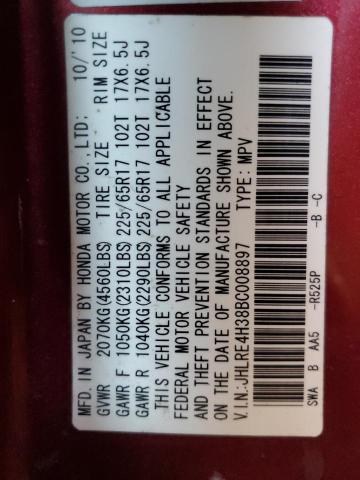 MFD. IN JAPAN BY HONDA MOTOR CO.,LTD: 10/'10
GVWR 2070KG(4560LBS) TIRE SIZE RIM SIZE
GAWR F 1050KG(2310LBS) 225/65R17 102T 17X6.5J
GAWR R 1040KG(2290LBS) 225/65R17 102T 17X6.5J
THIS VEHICLE CONFORMS TO ALL APPLICABLE
FEDERAL MOTOR VEHICLE SAFETY
AND THEFT PREVENTION STANDARDS IN EFFECT
ON THE DATE OF MANUFACTURE SHOWN ABOVE.
V.I.N:JHLRE4H38BC008897 TYPE: MPV
SWA B AA5 -R525P -B -C